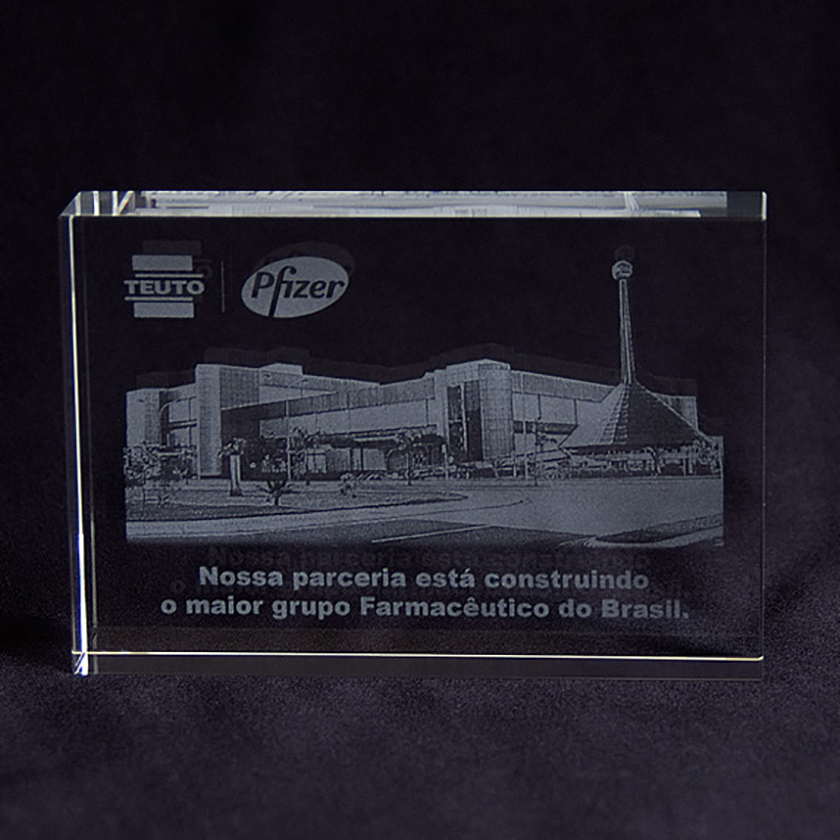 TEUTO
Pfizer
Nossa parceria está construindo
o maior grupo Farmacêutico do Brasil.